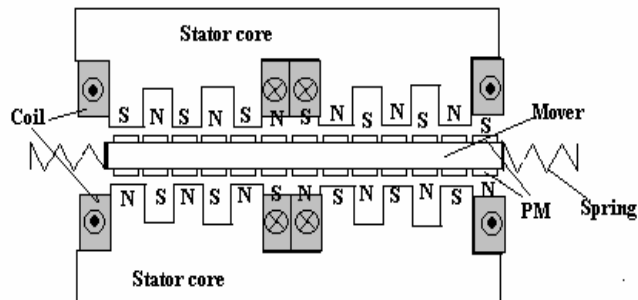 Stator core
S N S N S N S N S N S N S
Coil
Mover
N S N S N S N S N S N S N
PM
Spring
Stator core